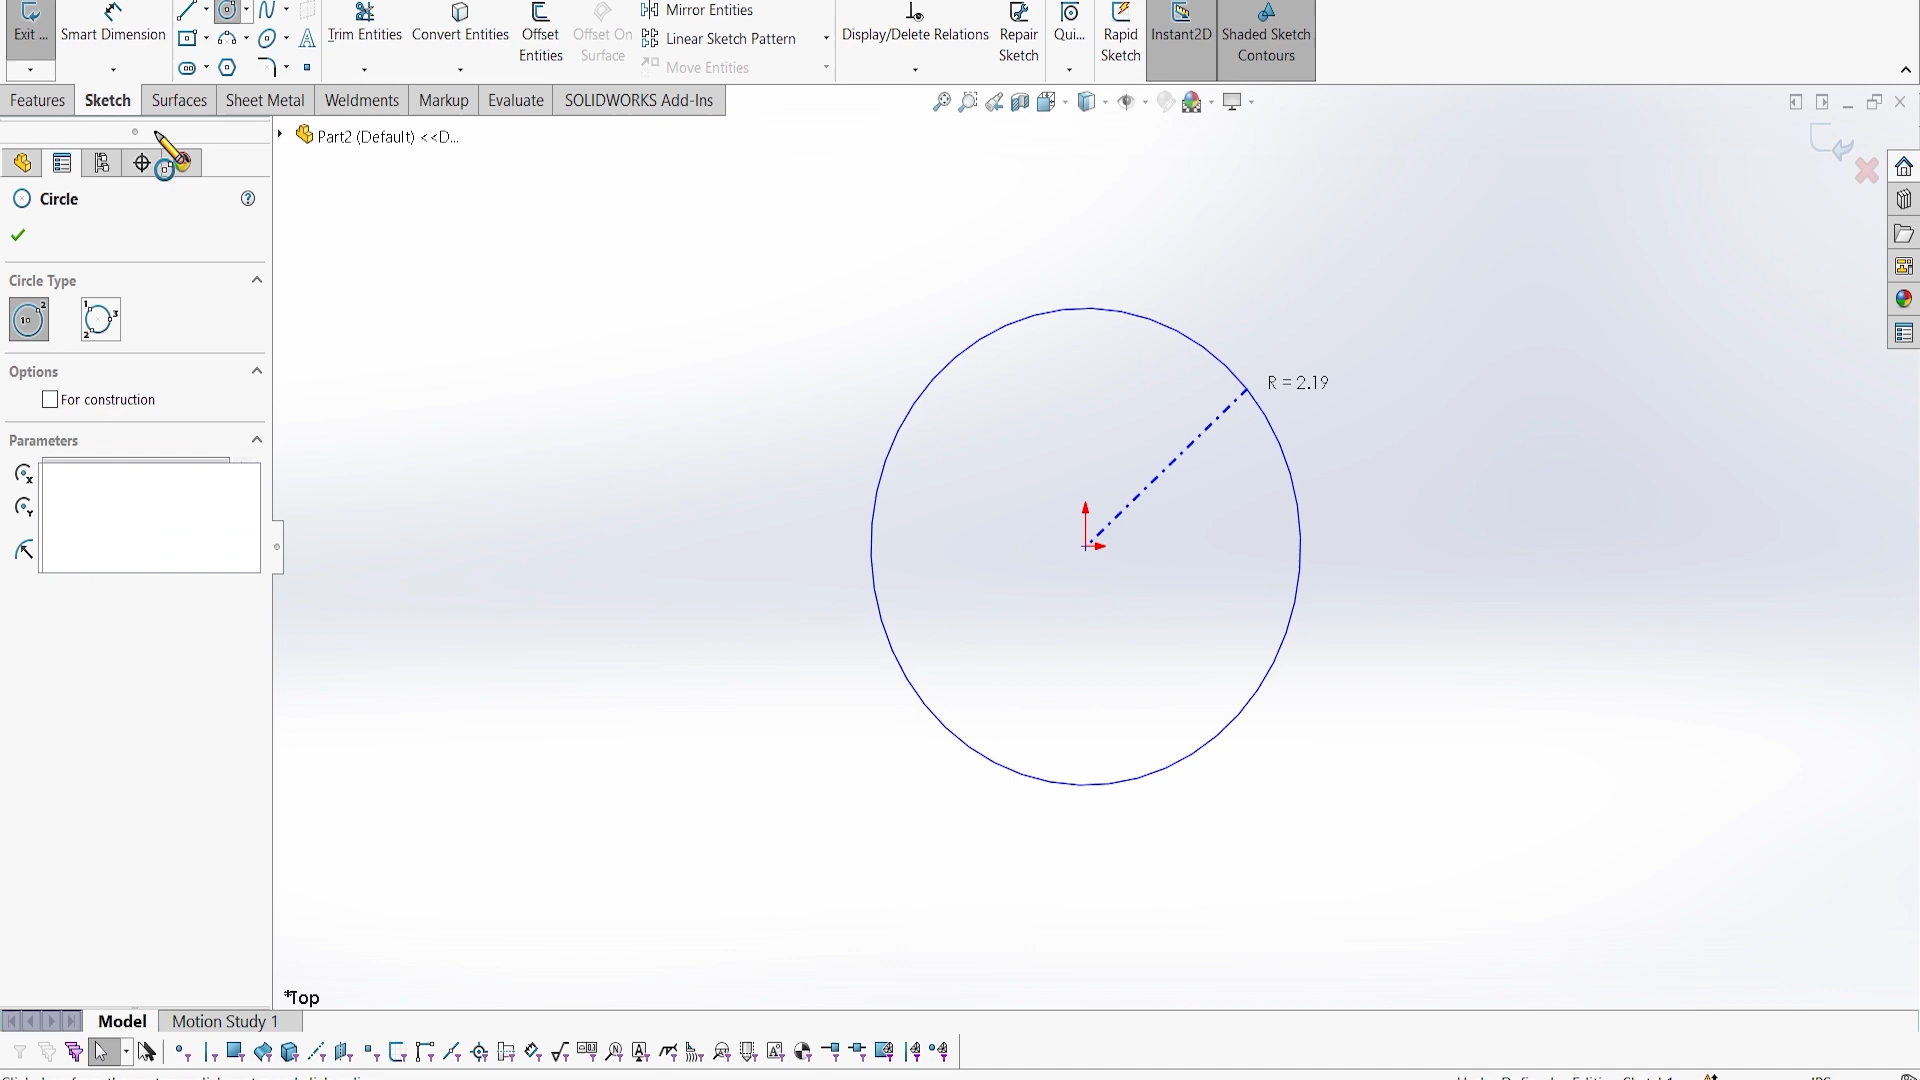 Exit ...
Smart Dimension
Trim Entities
Convert Entities
Offset
Entities
Offset On
Surface
Mirror Entities
Linear Sketch Pattern
Move Entities
Display/Delete Relations
Repair
Sketch
Qui...
Rapid
Sketch
Instant2D
Shaded Sketch
Contours
Features
Sketch
Surfaces
Sheet Metal
Weldments
Markup
Evaluate
SOLIDWORKS Add-Ins
Part2 (Default) <<D...
Circle
Circle Type
Options
For construction
Parameters
R = 2.19
*Top
Model
Motion Study 1